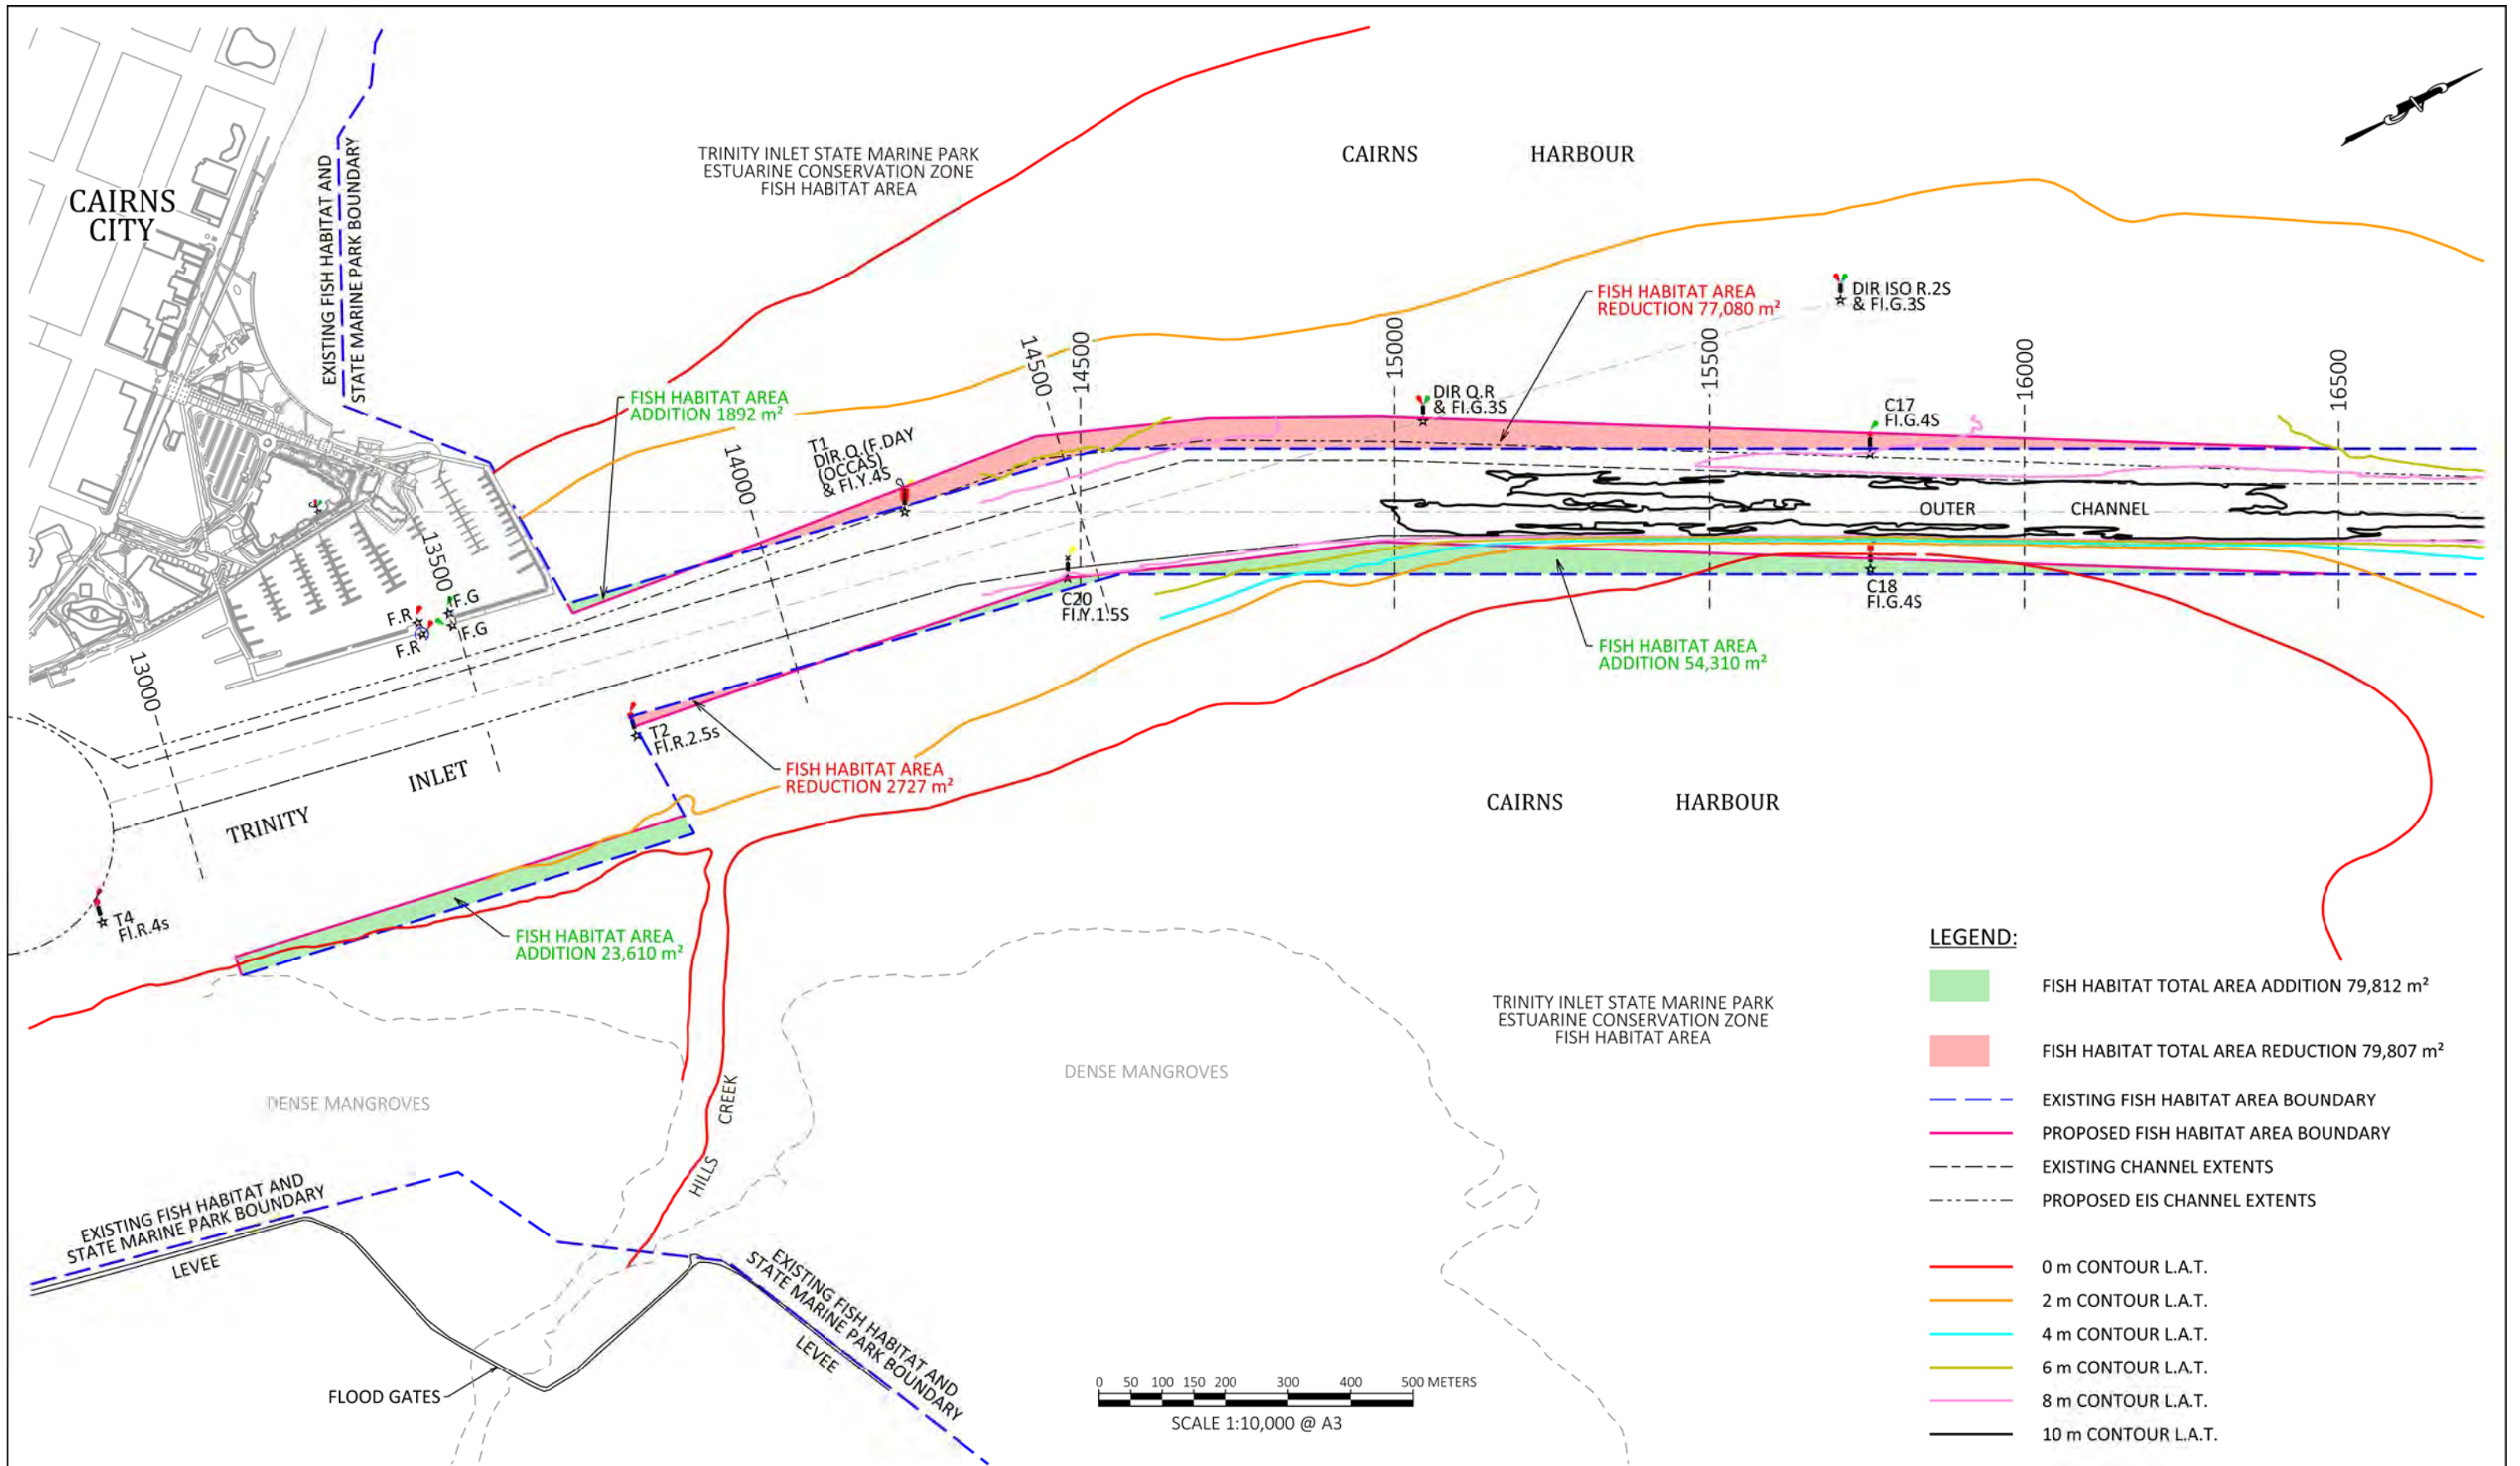 CAIRNS
CITY
EXISTING FISH HABITAT AND
STATE MARINE PARK BOUNDARY
TRINITY INLET STATE MARINE PARK
ESTUARINE CONSERVATION ZONE
FISH HABITAT AREA
CAIRNS HARBOUR
FISH HABITAT AREA
REDUCTION 77,080 m²
DIR ISO R.2S
& FI.G.3S
14500
14500
15000
15500
16000
16500
FISH HABITAT AREA
ADDITION 1892 m²
DIR Q.R
& FI.G.3S
C17
FI.G.4S
T1
DIR.Q.(F.DAY
(OCCAS)
& FI.Y.4S
14000
OUTER CHANNEL
13500
F.G
F.G
F.R
F.R
C20
FI.Y.1.5S
C18
FI.G.4S
FISH HABITAT AREA
ADDITION 54,310 m²
13000
T2
FI.R.2.5s
FISH HABITAT AREA
REDUCTION 2727 m²
TRINITY INLET
CAIRNS HARBOUR
T4
FI.R.4s
FISH HABITAT AREA
ADDITION 23,610 m²
TRINITY INLET STATE MARINE PARK
ESTUARINE CONSERVATION ZONE
FISH HABITAT AREA
DENSE MANGROVES
DENSE MANGROVES
HILLS CREEK
EXISTING FISH HABITAT AND
STATE MARINE PARK BOUNDARY
LEVEE
EXISTING FISH HABITAT AND
STATE MARINE PARK BOUNDARY
LEVEE
FLOOD GATES
0 50 100 150 200 300 400 500 METERS
SCALE 1:10,000 @ A3
LEGEND:
FISH HABITAT TOTAL AREA ADDITION 79,812 m²
FISH HABITAT TOTAL AREA REDUCTION 79,807 m²
EXISTING FISH HABITAT AREA BOUNDARY
PROPOSED FISH HABITAT AREA BOUNDARY
EXISTING CHANNEL EXTENTS
PROPOSED EIS CHANNEL EXTENTS
0 m CONTOUR L.A.T.
2 m CONTOUR L.A.T.
4 m CONTOUR L.A.T.
6 m CONTOUR L.A.T.
8 m CONTOUR L.A.T.
10 m CONTOUR L.A.T.